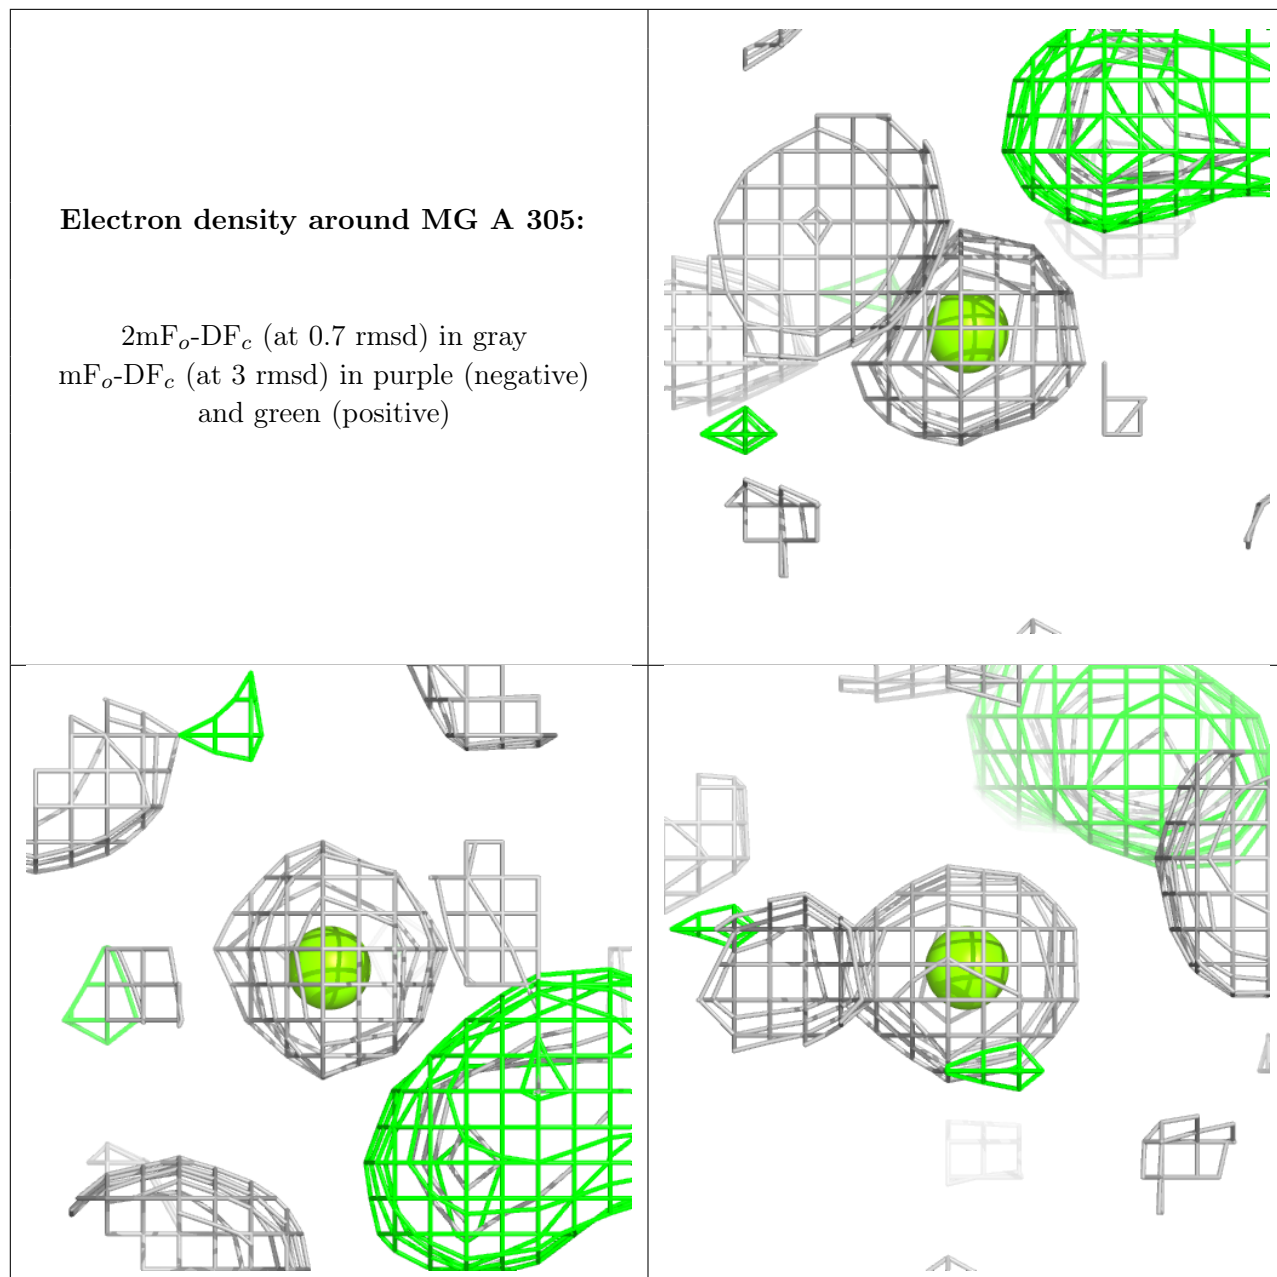 Electron density around MG A 305:
2mFo-DFc (at 0.7 rmsd) in gray
mFo-DFc (at 3 rmsd) in purple (negative)
and green (positive)